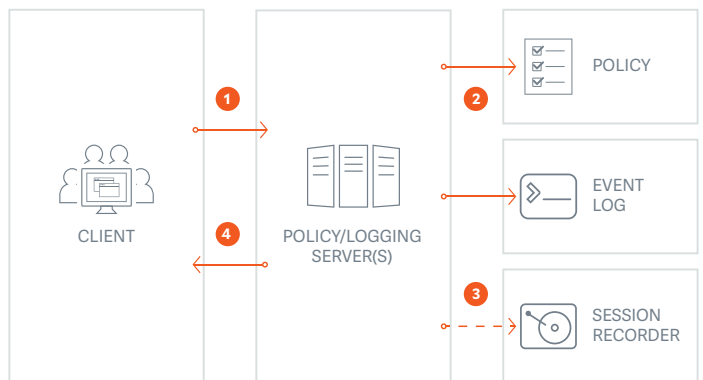 1
CLIENT
4
POLICY/LOGGING
SERVER(S)
2
POLICY
EVENT
LOG
3
SESSION
RECORDER